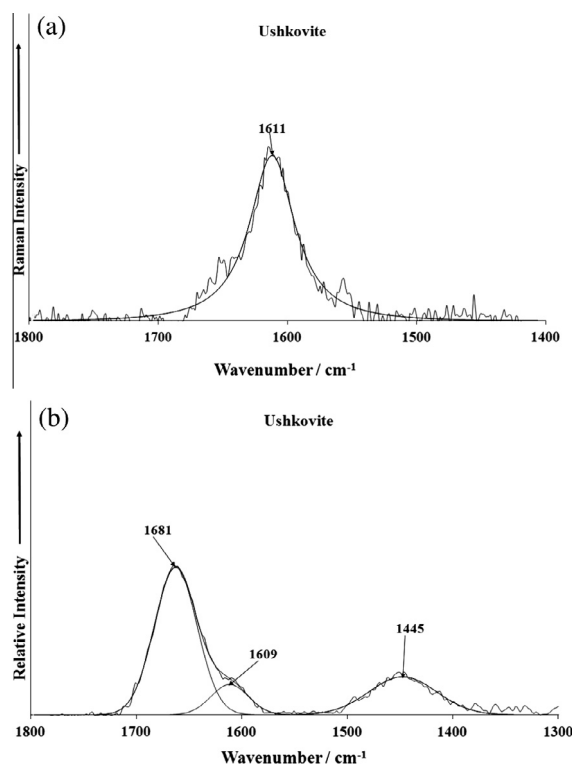 (a)
Ushkovite
1611
Raman Intensity
1800
1700
1600
1500
1400
Wavenumber / cm-1
(b)
Ushkovite
1681
1609
1445
Relative Intensity
1800
1700
1600
1500
1400
1300
Wavenumber / cm-1